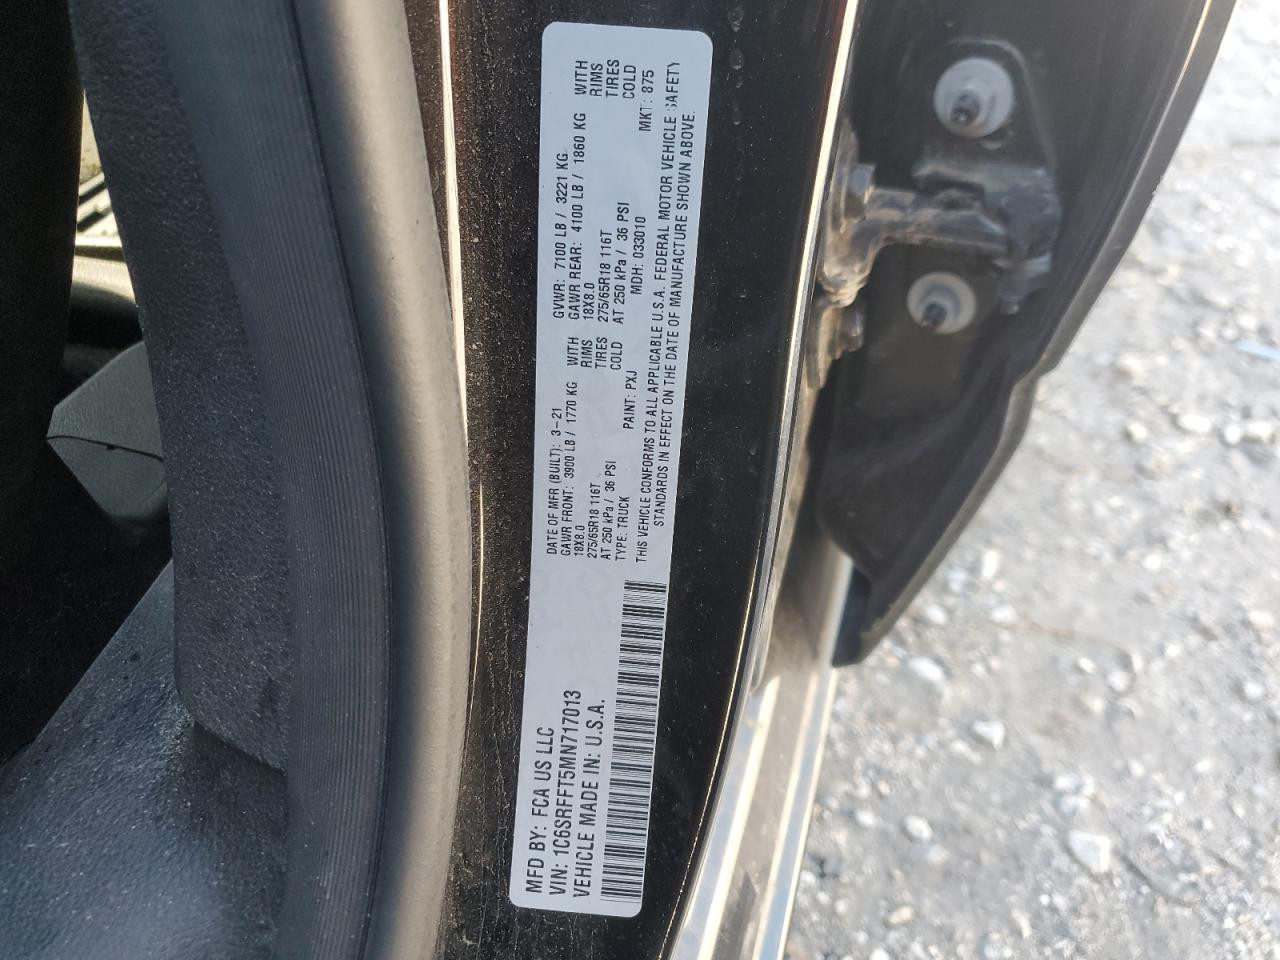 MFD BY: FCA US LLC
VIN: 1C6SRFFT5MN717013
VEHICLE MADE IN: U.S.A.
DATE OF MFR (BUILT): 3-21 GVWR: 7100 LB / 3221 KG
GAWR FRONT: 3900 LB / 1770 KG WITH GAWR REAR: 4100 LB / 1860 KG WITH
18X8.0 RIMS 18X8.0 RIMS
275/65R18 116T TIRES 275/65R18 116T TIRES
AT 250 kPa / 36 PSI COLD AT 250 kPa / 36 PSI COLD
TYPE: TRUCK PAINT: PXJ MDH: 033010 MKT: 875
THIS VEHICLE CONFORMS TO ALL APPLICABLE U.S.A. FEDERAL MOTOR VEHICLE SAFETY
STANDARDS IN EFFECT ON THE DATE OF MANUFACTURE SHOWN ABOVE.